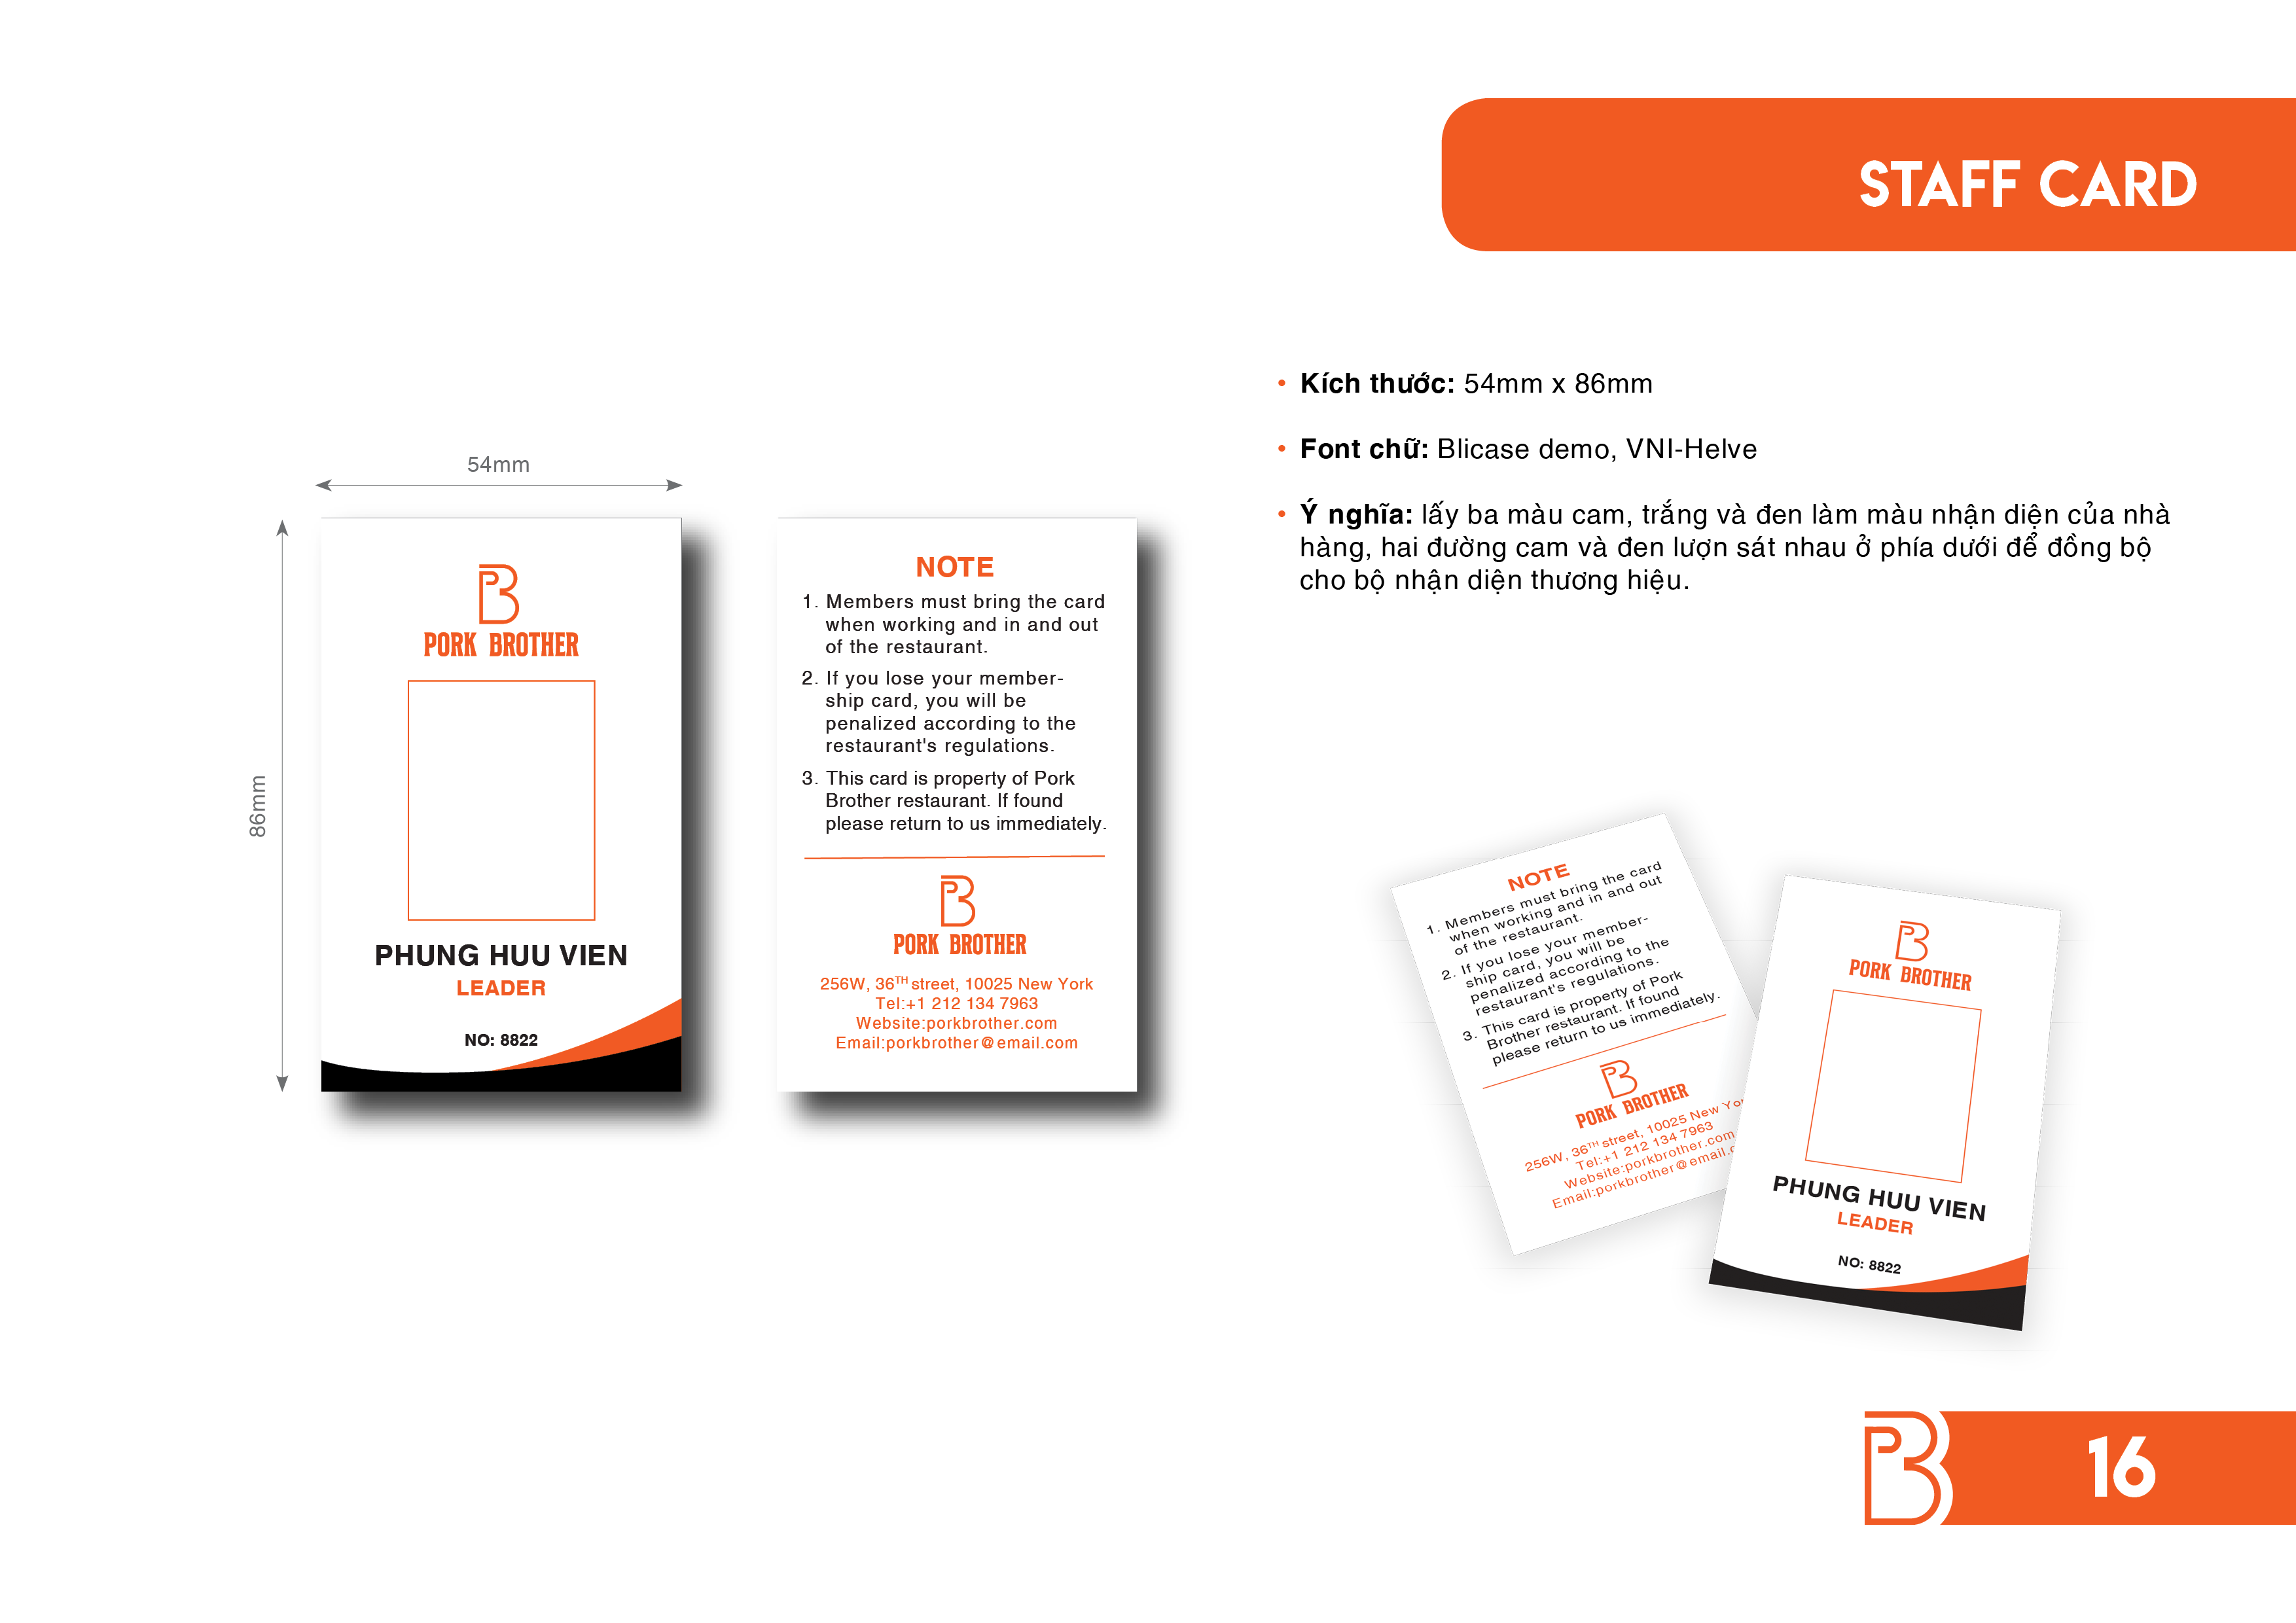 STAFF CARD
• Kích thước: 54mm x 86mm
• Font chữ: Blicase demo, VNI-Helve
• Ý nghĩa: lấy ba màu cam, trắng và đen làm màu nhận diện của nhà
hàng, hai đường cam và đen lượn sát nhau ở phía dưới để đồng bộ
cho bộ nhận diện thương hiệu.
54mm
86mm
PORK BROTHER
PHUNG HUU VIEN
LEADER
NO: 8822
NOTE
1. Members must bring the card
when working and in and out
of the restaurant.
2. If you lose your member-
ship card, you will be
penalized according to the
restaurant's regulations.
3. This card is property of Pork
Brother restaurant. If found
please return to us immediately.
PORK BROTHER
256W, 36TH street, 10025 New York
Tel:+1 212 134 7963
Website:porkbrother.com
Email:porkbrother@email.com
NOTE
1. Members must bring the card
when working and in and out
of the restaurant.
2. If you lose your member-
ship card, you will be
penalized according to the
restaurant's regulations.
3. This card is property of Pork
Brother restaurant. If found
please return to us immediately.
PORK BROTHER
256W, 36TH street, 10025 New Yor
Tel:+1 212 134 7963
Website:porkbrother.com
Email:porkbrother@email.c
PORK BROTHER
PHUNG HUU VIEN
LEADER
NO: 8822
16